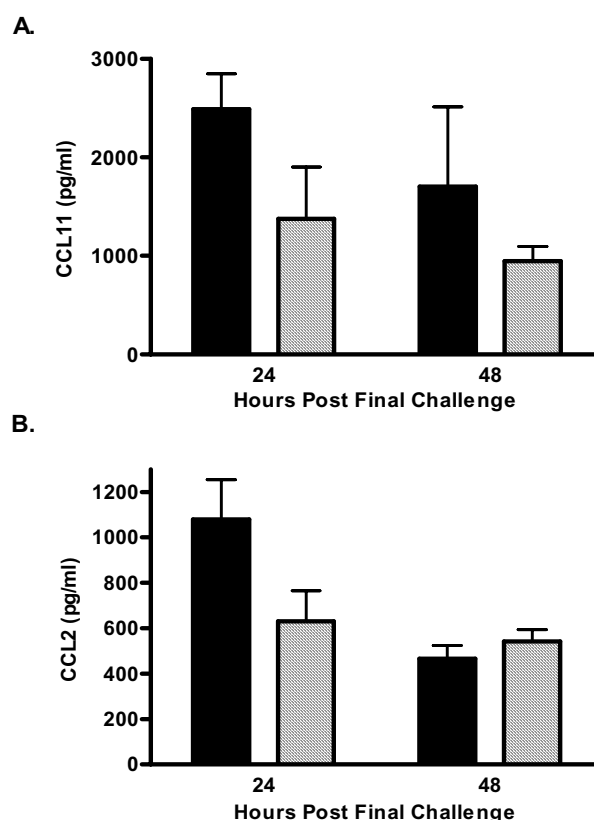 A.
3000
2000
1000
0
CCL11 (pg/ml)
24 48
Hours Post Final Challenge
B.
1200
1000
800
600
400
200
0
CCL2 (pg/ml)
24 48
Hours Post Final Challenge